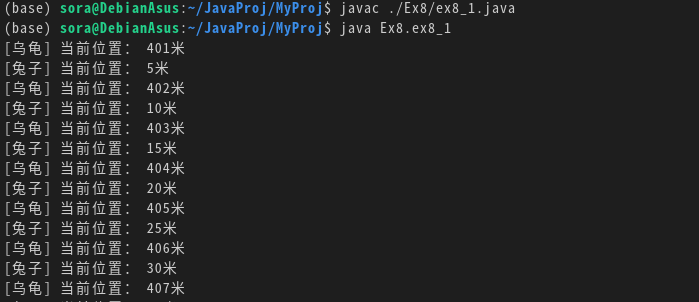 (base) sora@DebianAsus:~/JavaProj/MyProj$ javac ./Ex8/ex8_1.java
(base) sora@DebianAsus:~/JavaProj/MyProj$ java Ex8.ex8_1
[乌龟] 当前位置: 401米
[兔子] 当前位置: 5米
[乌龟] 当前位置: 402米
[兔子] 当前位置: 10米
[乌龟] 当前位置: 403米
[兔子] 当前位置: 15米
[乌龟] 当前位置: 404米
[兔子] 当前位置: 20米
[乌龟] 当前位置: 405米
[兔子] 当前位置: 25米
[乌龟] 当前位置: 406米
[兔子] 当前位置: 30米
[乌龟] 当前位置: 407米